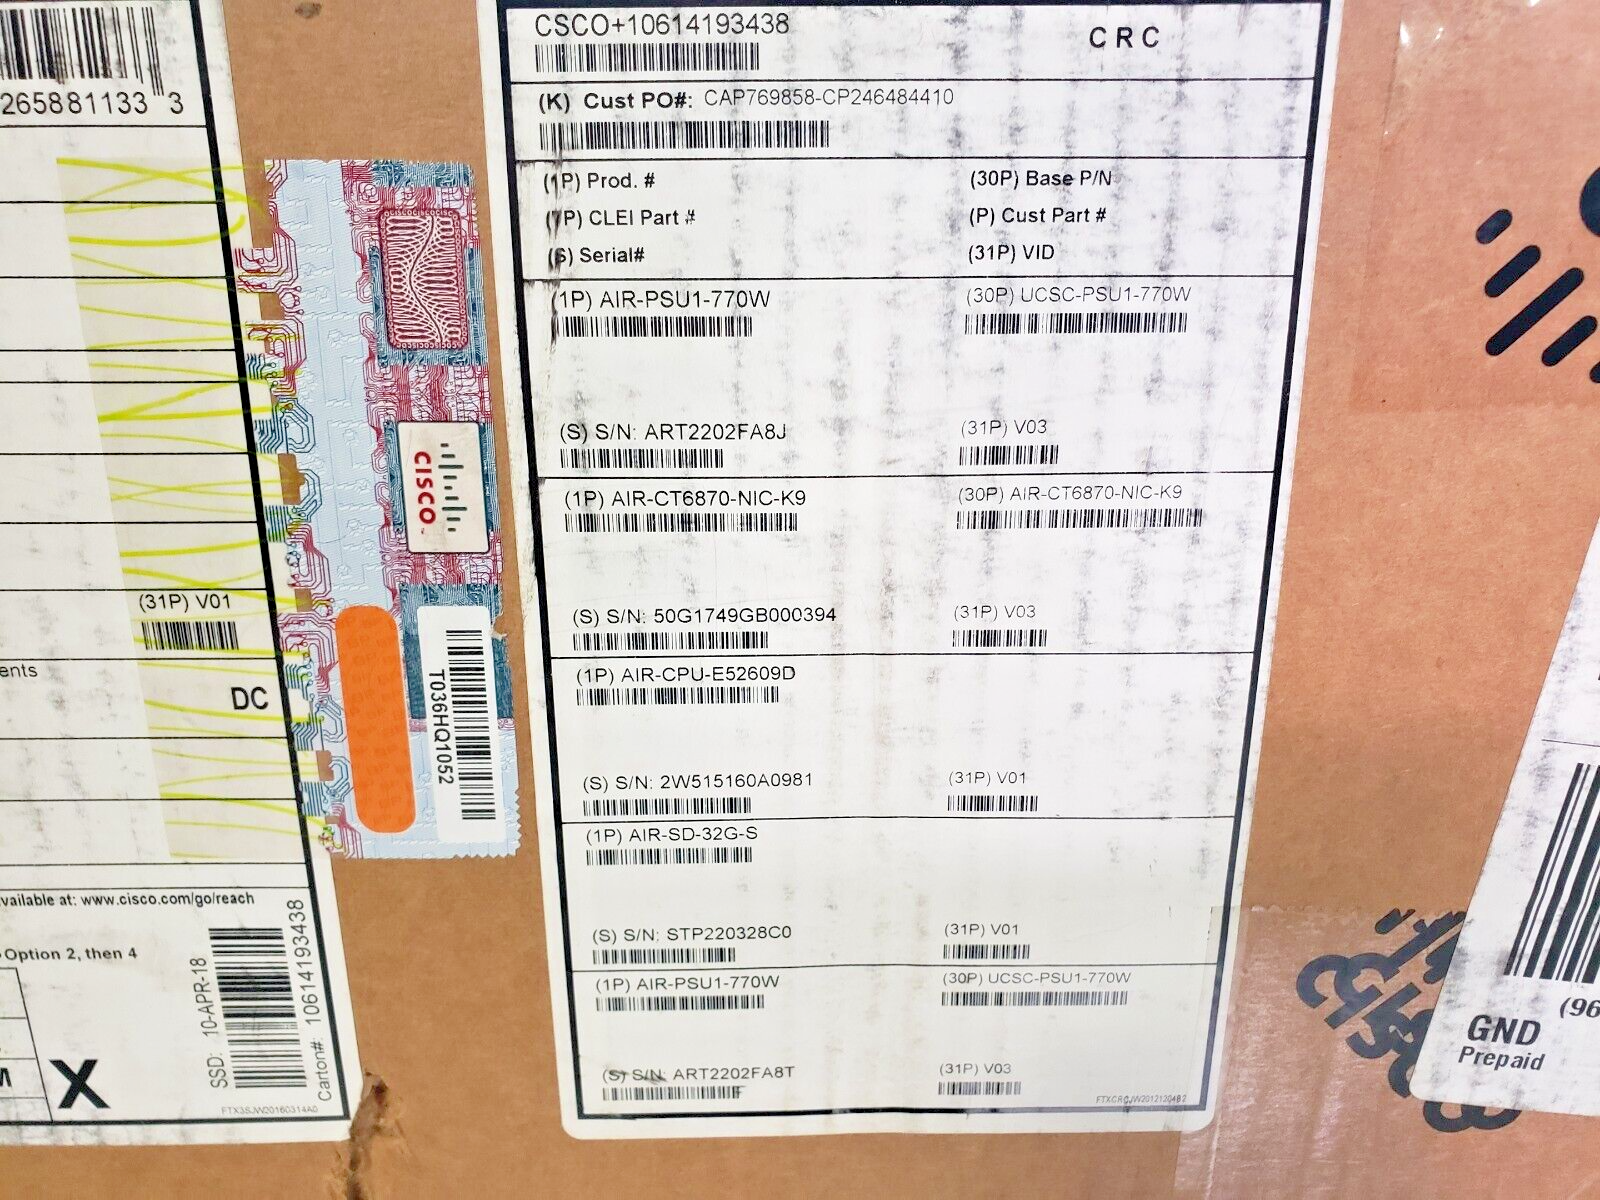 265881133 3
(31P) V01
ents
DC
vailable at: www.cisco.com/go/reach
Option 2, then 4
X
SSD: 10-APR-18
Carton#: 10614193438
FTX3SJW20160314A0
CISCO
T036HQ1052
CSCO+10614193438
CRC
(K) Cust PO#: CAP769858-CP246484410
(1P) Prod. # (30P) Base P/N
(7P) CLEI Part # (P) Cust Part #
(S) Serial# (31P) VID
(1P) AIR-PSU1-770W (30P) UCSC-PSU1-770W
(S) S/N: ART2202FA8J (31P) V03
(1P) AIR-CT6870-NIC-K9 (30P) AIR-CT6870-NIC-K9
(S) S/N: 50G1749GB000394 (31P) V03
(1P) AIR-CPU-E52609D
(S) S/N: 2W515160A0981 (31P) V01
(1P) AIR-SD-32G-S
(S) S/N: STP220328C0 (31P) V01
(1P) AIR-PSU1-770W (30P) UCSC-PSU1-770W
(S) S/N: ART2202FA8T (31P) V03
(96
GND
Prepaid